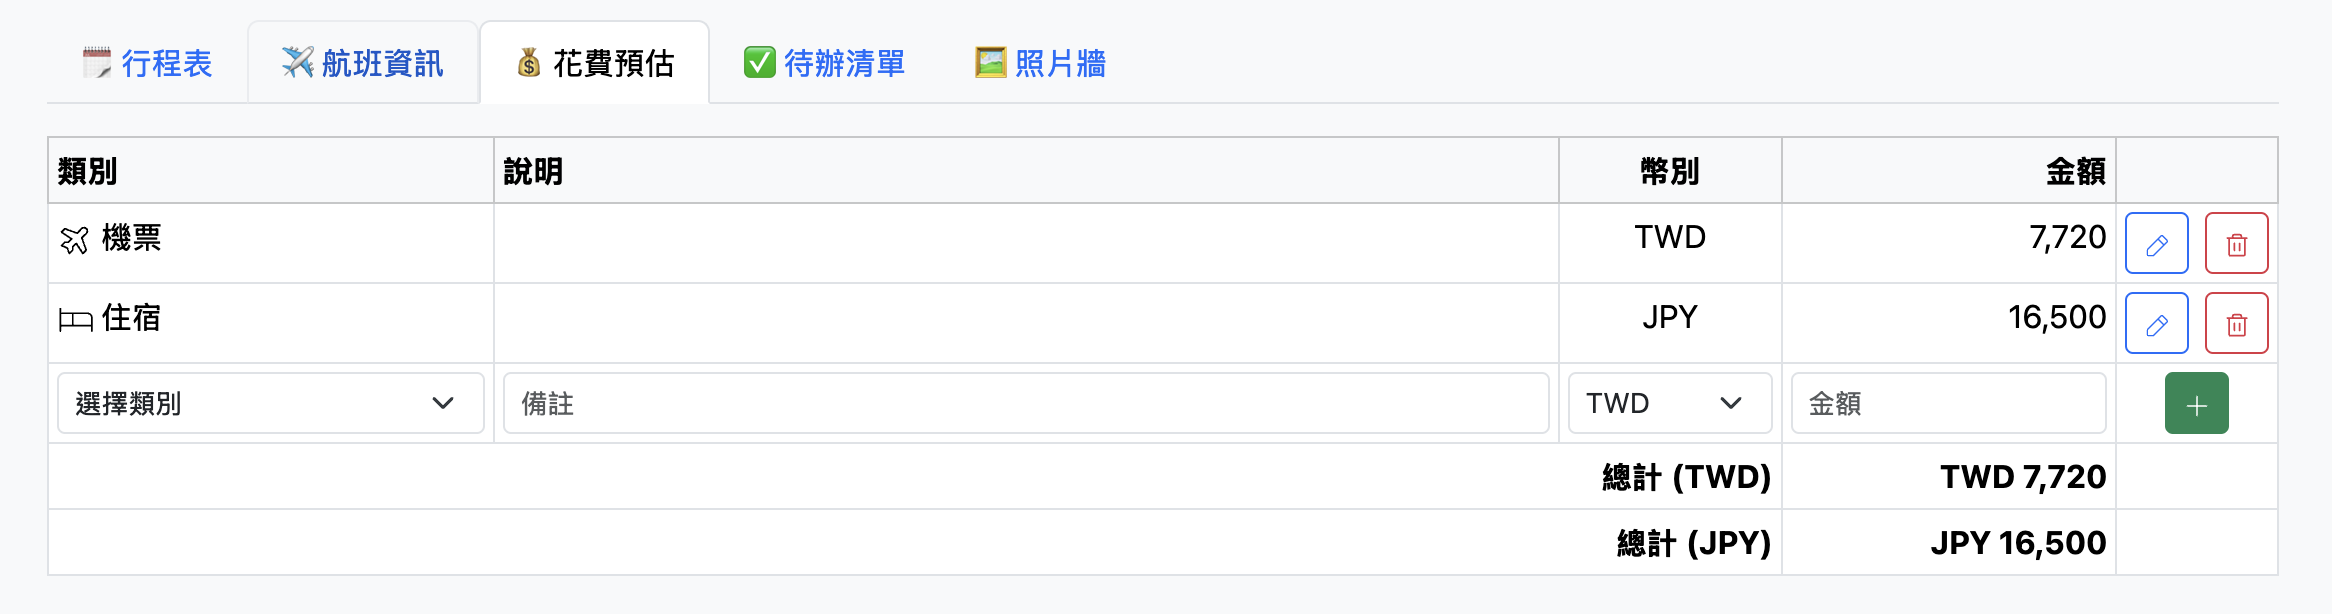 行程表 航班資訊 花費預估 待辦清單 照片牆
類別 說明 幣別 金額
機票 TWD 7,720
住宿 JPY 16,500
選擇類別 備註 TWD 金額
總計 (TWD) TWD 7,720
總計 (JPY) JPY 16,500